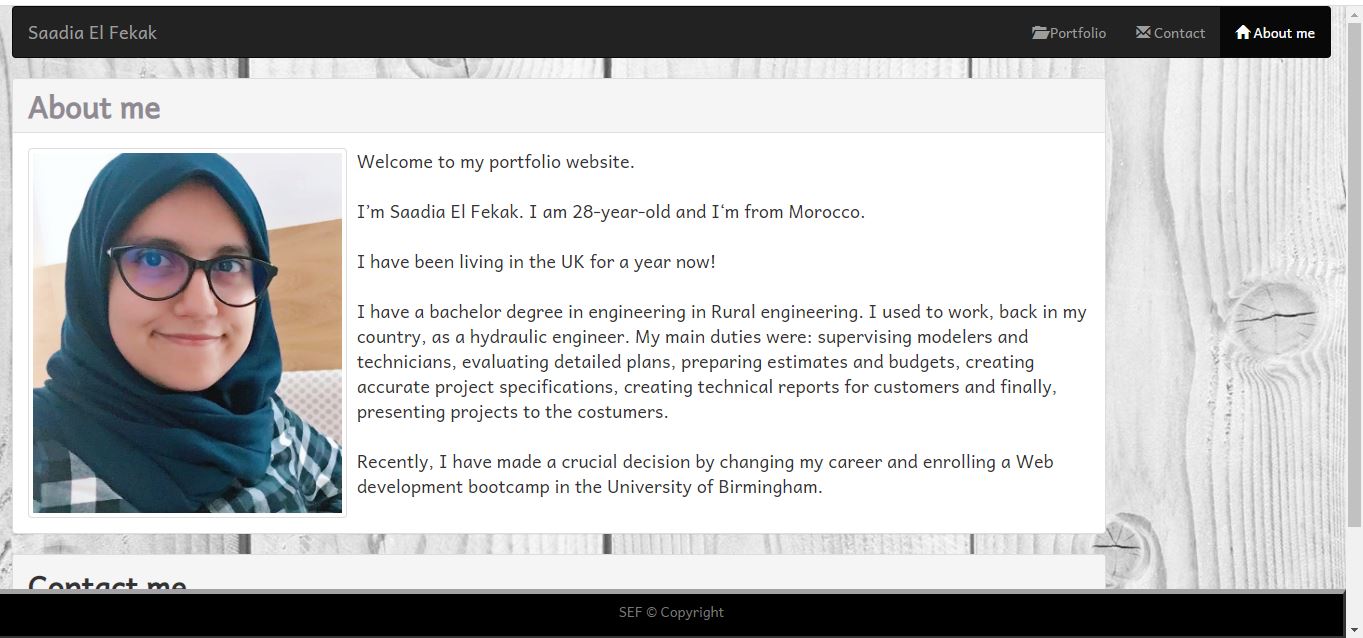 Saadia El Fekak
Portfolio
Contact
About me
About me
Welcome to my portfolio website.
I'm Saadia El Fekak. I am 28-year-old and I'm from Morocco.
I have been living in the UK for a year now!
I have a bachelor degree in engineering in Rural engineering. I used to work, back in my
country, as a hydraulic engineer. My main duties were: supervising modelers and
technicians, evaluating detailed plans, preparing estimates and budgets, creating
accurate project specifications, creating technical reports for customers and finally,
presenting projects to the costumers.
Recently, I have made a crucial decision by changing my career and enrolling a Web
development bootcamp in the University of Birmingham.
Contact me
SEF © Copyright